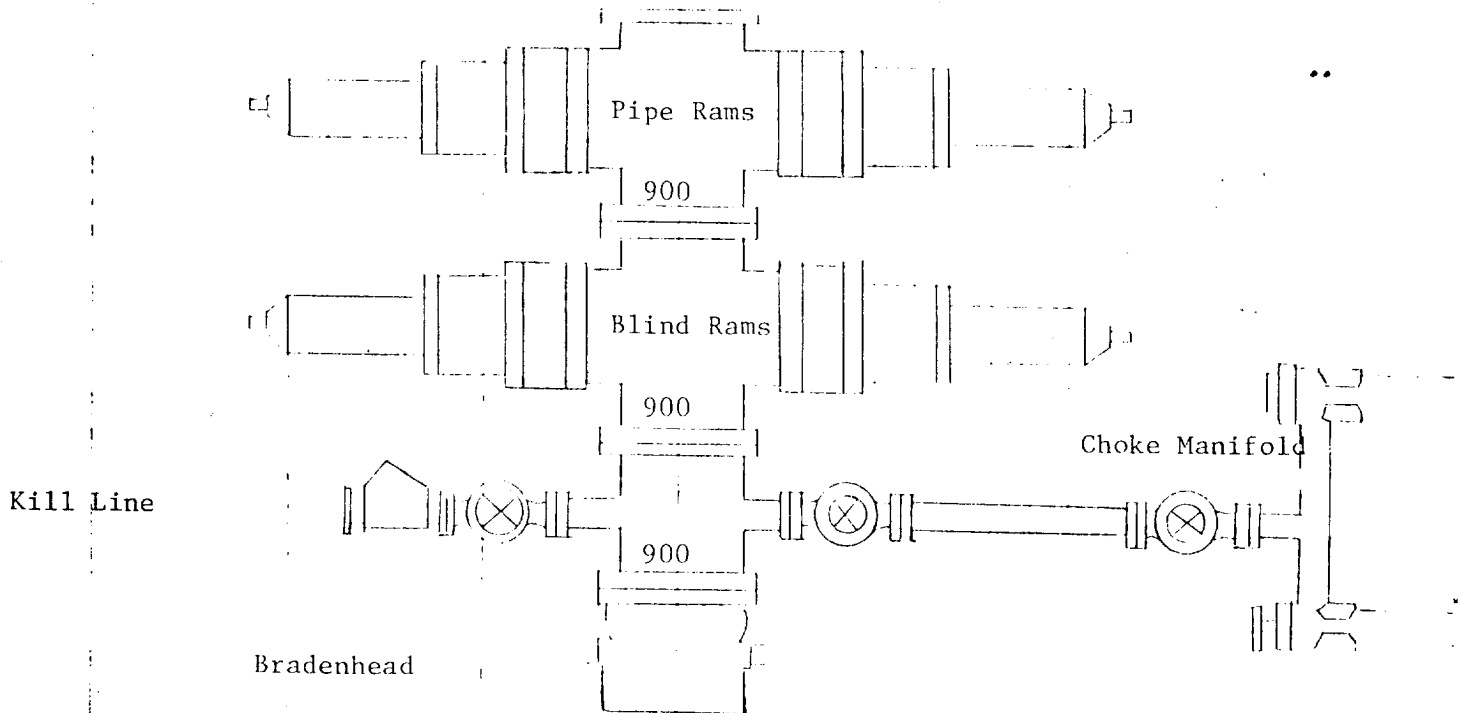 Pipe Rams
900
Blind Rams
900
Choke Manifold
Kill Line
900
Bradenhead